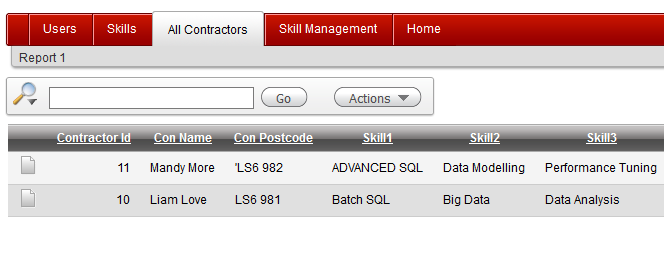 Users Skills All Contractors Skill Management Home
Report 1
Go Actions
Contractor Id Con Name Con Postcode Skill1 Skill2 Skill3
11 Mandy More 'LS6 982 ADVANCED SQL Data Modelling Performance Tuning
10 Liam Love LS6 981 Batch SQL Big Data Data Analysis